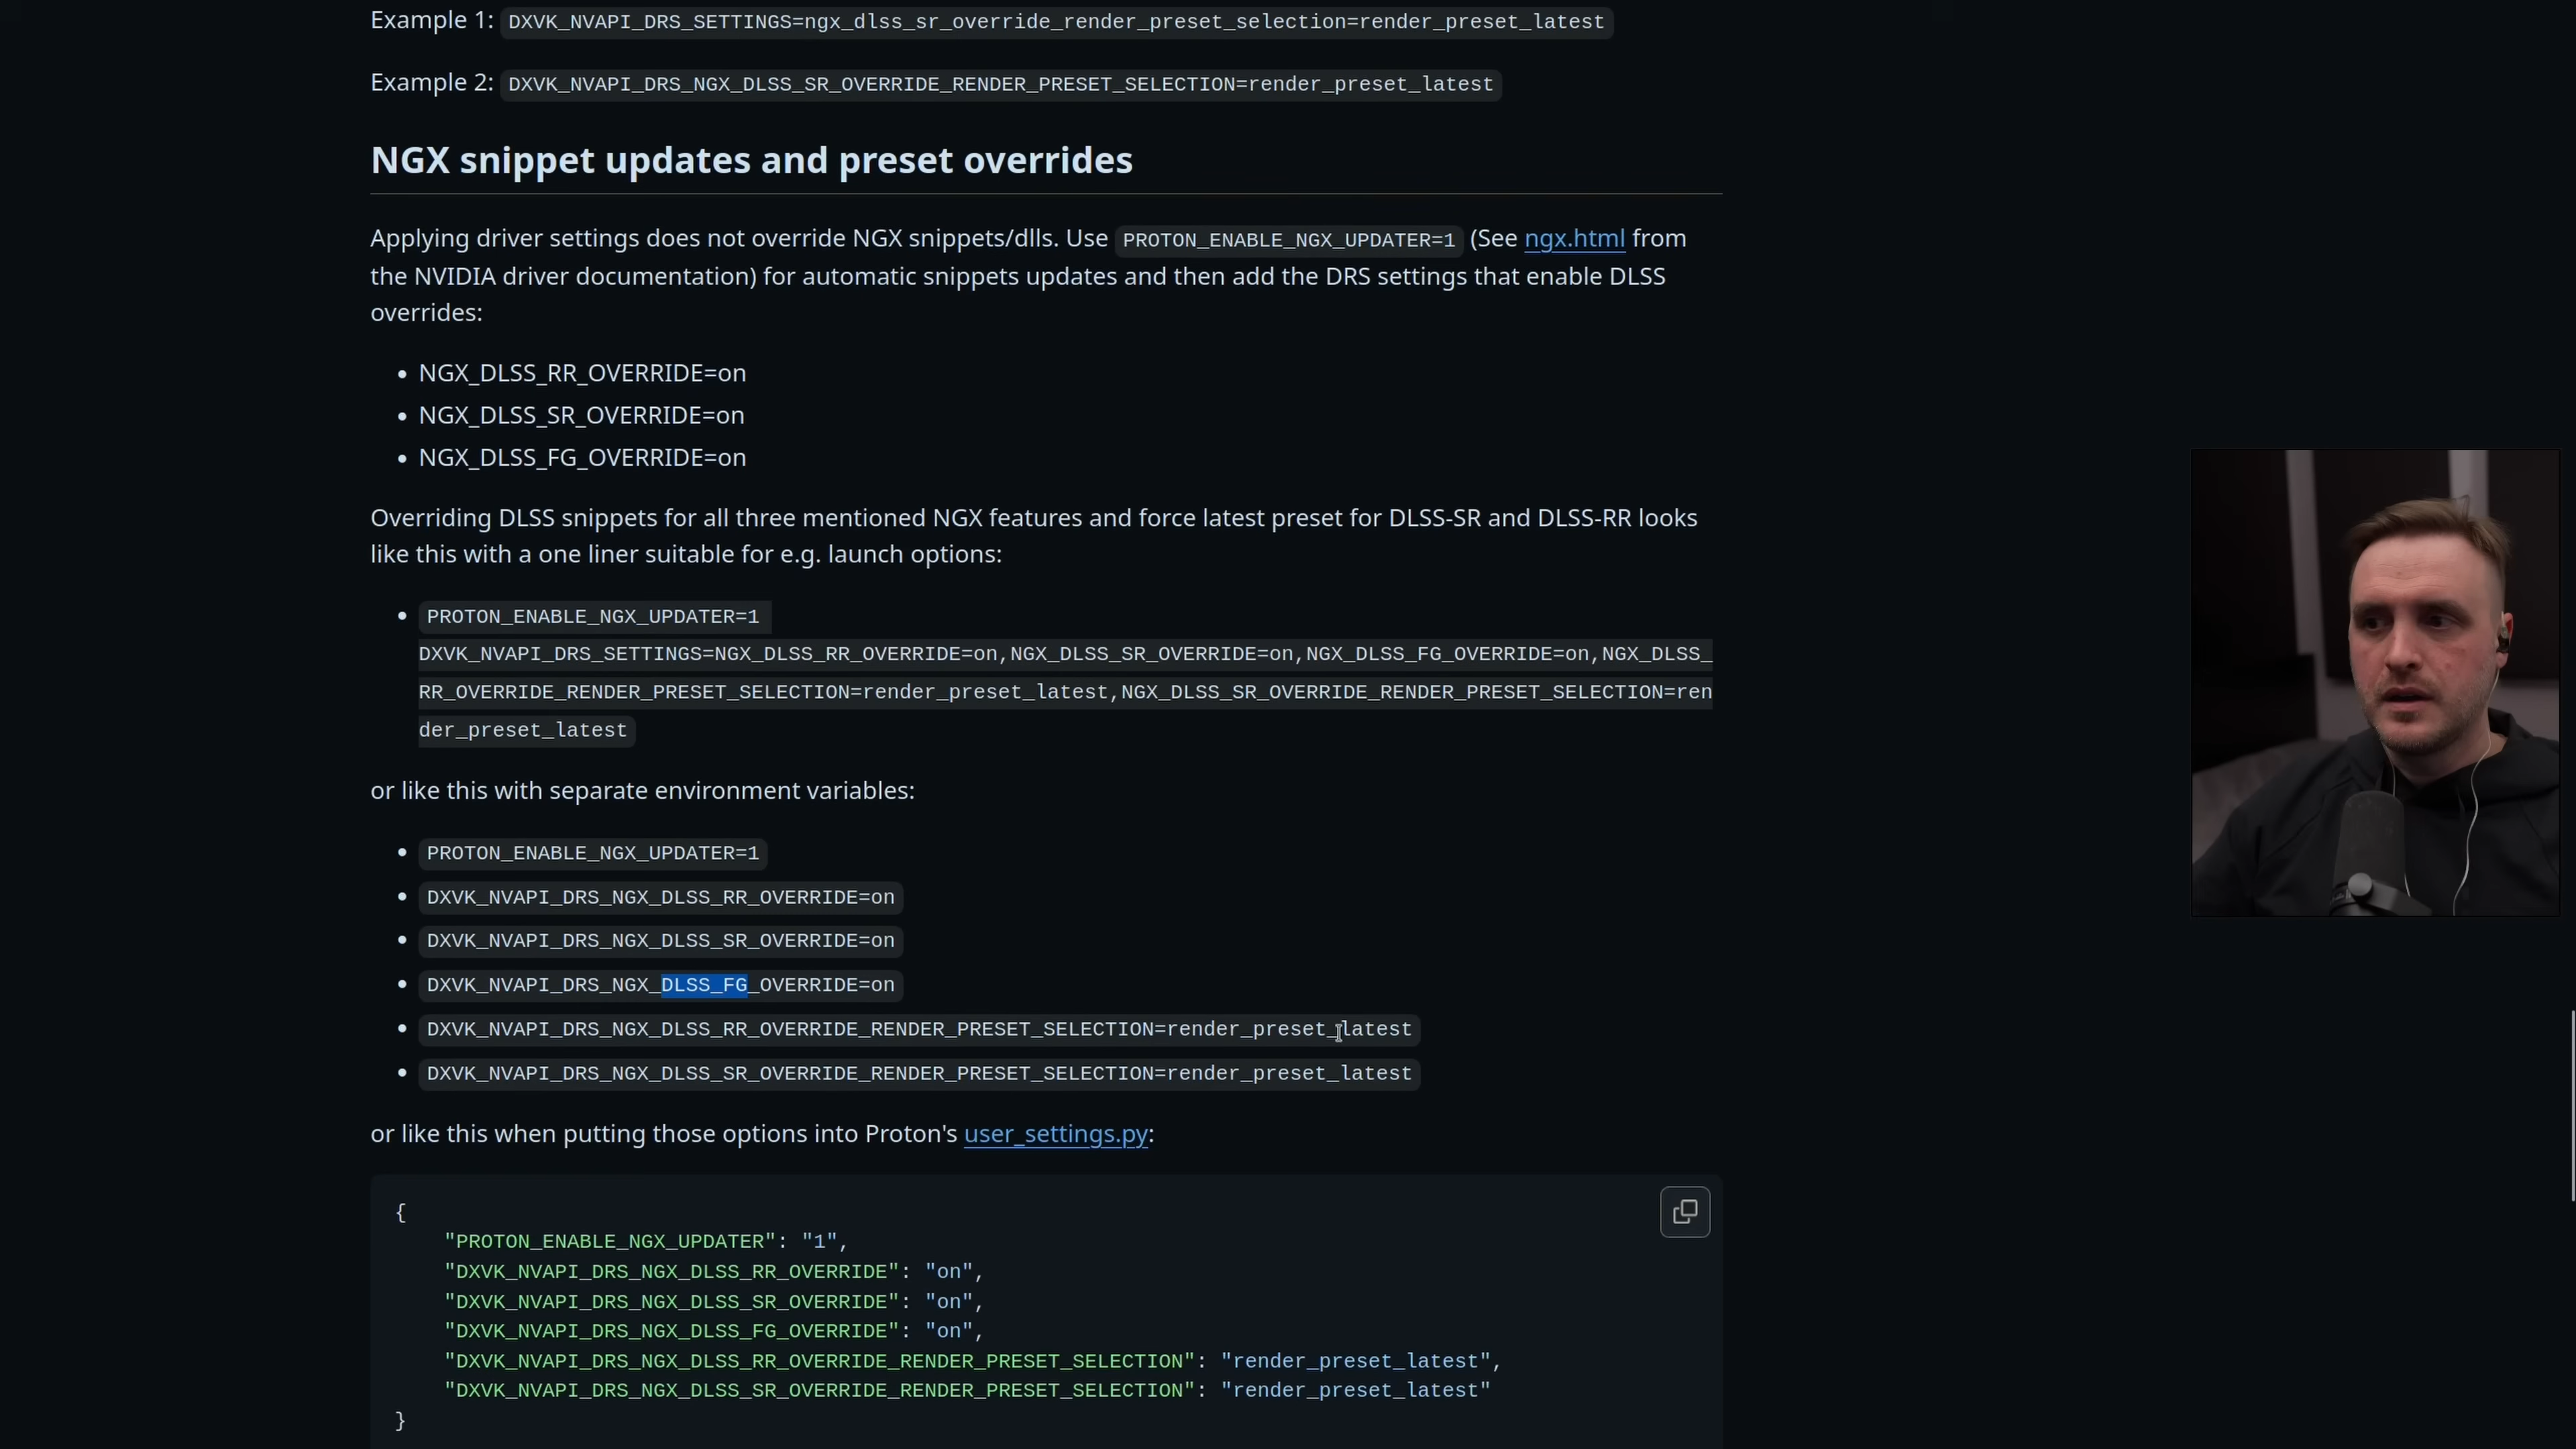 Example 1: DXVK_NVAPI_DRS_SETTINGS=ngx_dlss_sr_override_render_preset_selection=render_preset_latest
Example 2: DXVK_NVAPI_DRS_NGX_DLSS_SR_OVERRIDE_RENDER_PRESET_SELECTION=render_preset_latest
NGX snippet updates and preset overrides
Applying driver settings does not override NGX snippets/dlls. Use PROTON_ENABLE_NGX_UPDATER=1 (See ngx.html from
the NVIDIA driver documentation) for automatic snippets updates and then add the DRS settings that enable DLSS
overrides:
• NGX_DLSS_RR_OVERRIDE=on
• NGX_DLSS_SR_OVERRIDE=on
• NGX_DLSS_FG_OVERRIDE=on
Overriding DLSS snippets for all three mentioned NGX features and force latest preset for DLSS-SR and DLSS-RR looks
like this with a one liner suitable for e.g. launch options:
• PROTON_ENABLE_NGX_UPDATER=1
DXVK_NVAPI_DRS_SETTINGS=NGX_DLSS_RR_OVERRIDE=on,NGX_DLSS_SR_OVERRIDE=on,NGX_DLSS_FG_OVERRIDE=on,NGX_DLSS_
RR_OVERRIDE_RENDER_PRESET_SELECTION=render_preset_latest,NGX_DLSS_SR_OVERRIDE_RENDER_PRESET_SELECTION=ren
der_preset_latest
or like this with separate environment variables:
• PROTON_ENABLE_NGX_UPDATER=1
• DXVK_NVAPI_DRS_NGX_DLSS_RR_OVERRIDE=on
• DXVK_NVAPI_DRS_NGX_DLSS_SR_OVERRIDE=on
• DXVK_NVAPI_DRS_NGX_DLSS_FG_OVERRIDE=on
• DXVK_NVAPI_DRS_NGX_DLSS_RR_OVERRIDE_RENDER_PRESET_SELECTION=render_preset_latest
• DXVK_NVAPI_DRS_NGX_DLSS_SR_OVERRIDE_RENDER_PRESET_SELECTION=render_preset_latest
or like this when putting those options into Proton's user_settings.py:
{
"PROTON_ENABLE_NGX_UPDATER": "1",
"DXVK_NVAPI_DRS_NGX_DLSS_RR_OVERRIDE": "on",
"DXVK_NVAPI_DRS_NGX_DLSS_SR_OVERRIDE": "on",
"DXVK_NVAPI_DRS_NGX_DLSS_FG_OVERRIDE": "on",
"DXVK_NVAPI_DRS_NGX_DLSS_RR_OVERRIDE_RENDER_PRESET_SELECTION": "render_preset_latest",
"DXVK_NVAPI_DRS_NGX_DLSS_SR_OVERRIDE_RENDER_PRESET_SELECTION": "render_preset_latest"
}